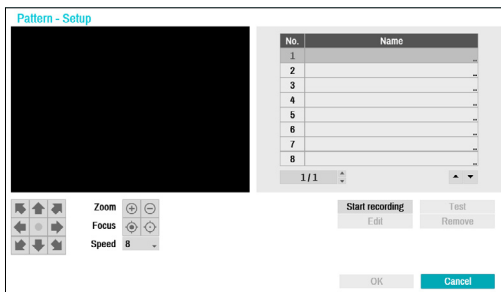 Pattern - Setup
No. Name
1
2
3
4
5
6
7
8
1/1
Zoom
Focus
Speed 8
Start recording Test
Edit Remove
OK Cancel